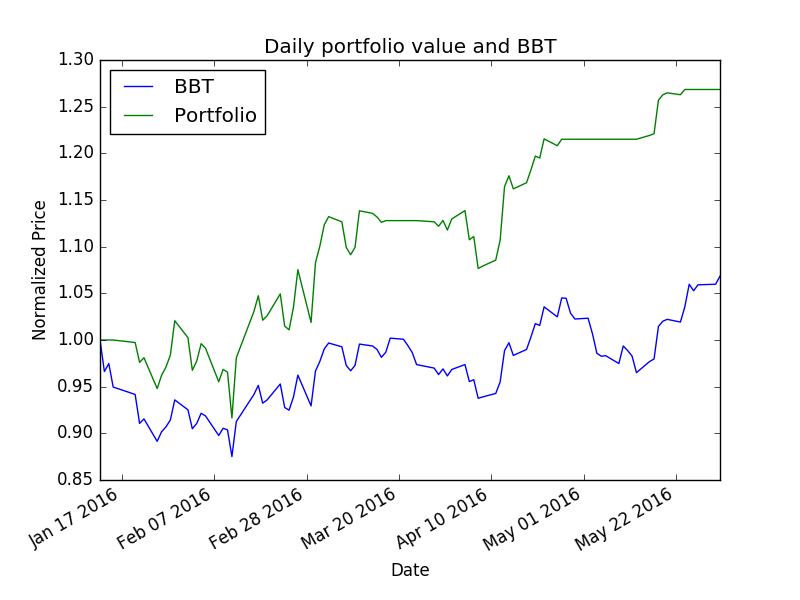 Daily portfolio value and BBT
1.30
1.25
1.20
1.15
1.10
1.05
1.00
0.95
0.90
0.85
Normalized Price
BBT
Portfolio
Jan 17 2016
Feb 07 2016
Feb 28 2016
Mar 20 2016
Apr 10 2016
May 01 2016
May 22 2016
Date